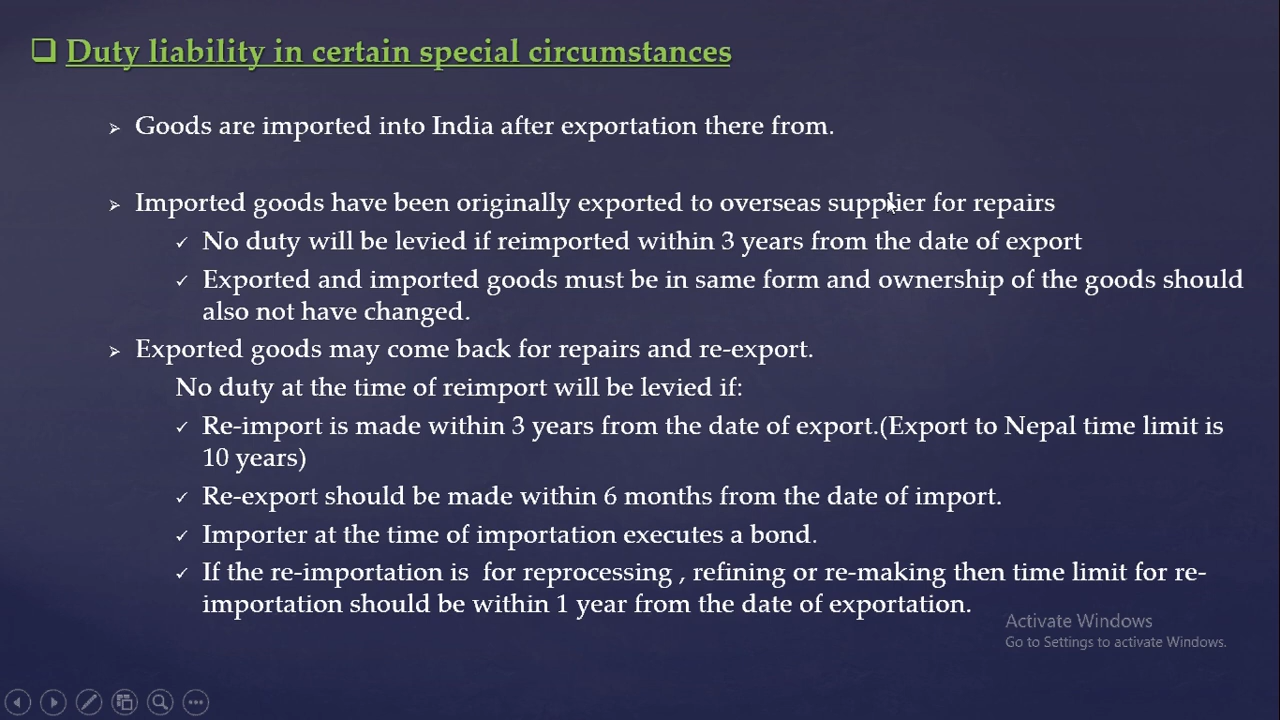 Duty liability in certain special circumstances
Goods are imported into India after exportation there from.
Imported goods have been originally exported to overseas supplier for repairs
No duty will be levied if reimported within 3 years from the date of export
Exported and imported goods must be in same form and ownership of the goods should
also not have changed.
Exported goods may come back for repairs and re-export.
No duty at the time of reimport will be levied if:
Re-import is made within 3 years from the date of export.(Export to Nepal time limit is
10 years)
Re-export should be made within 6 months from the date of import.
Importer at the time of importation executes a bond.
If the re-importation is  for reprocessing , refining or re-making then time limit for re-
importation should be within 1 year from the date of exportation.
Activate Windows
Go to Settings to activate Windows.